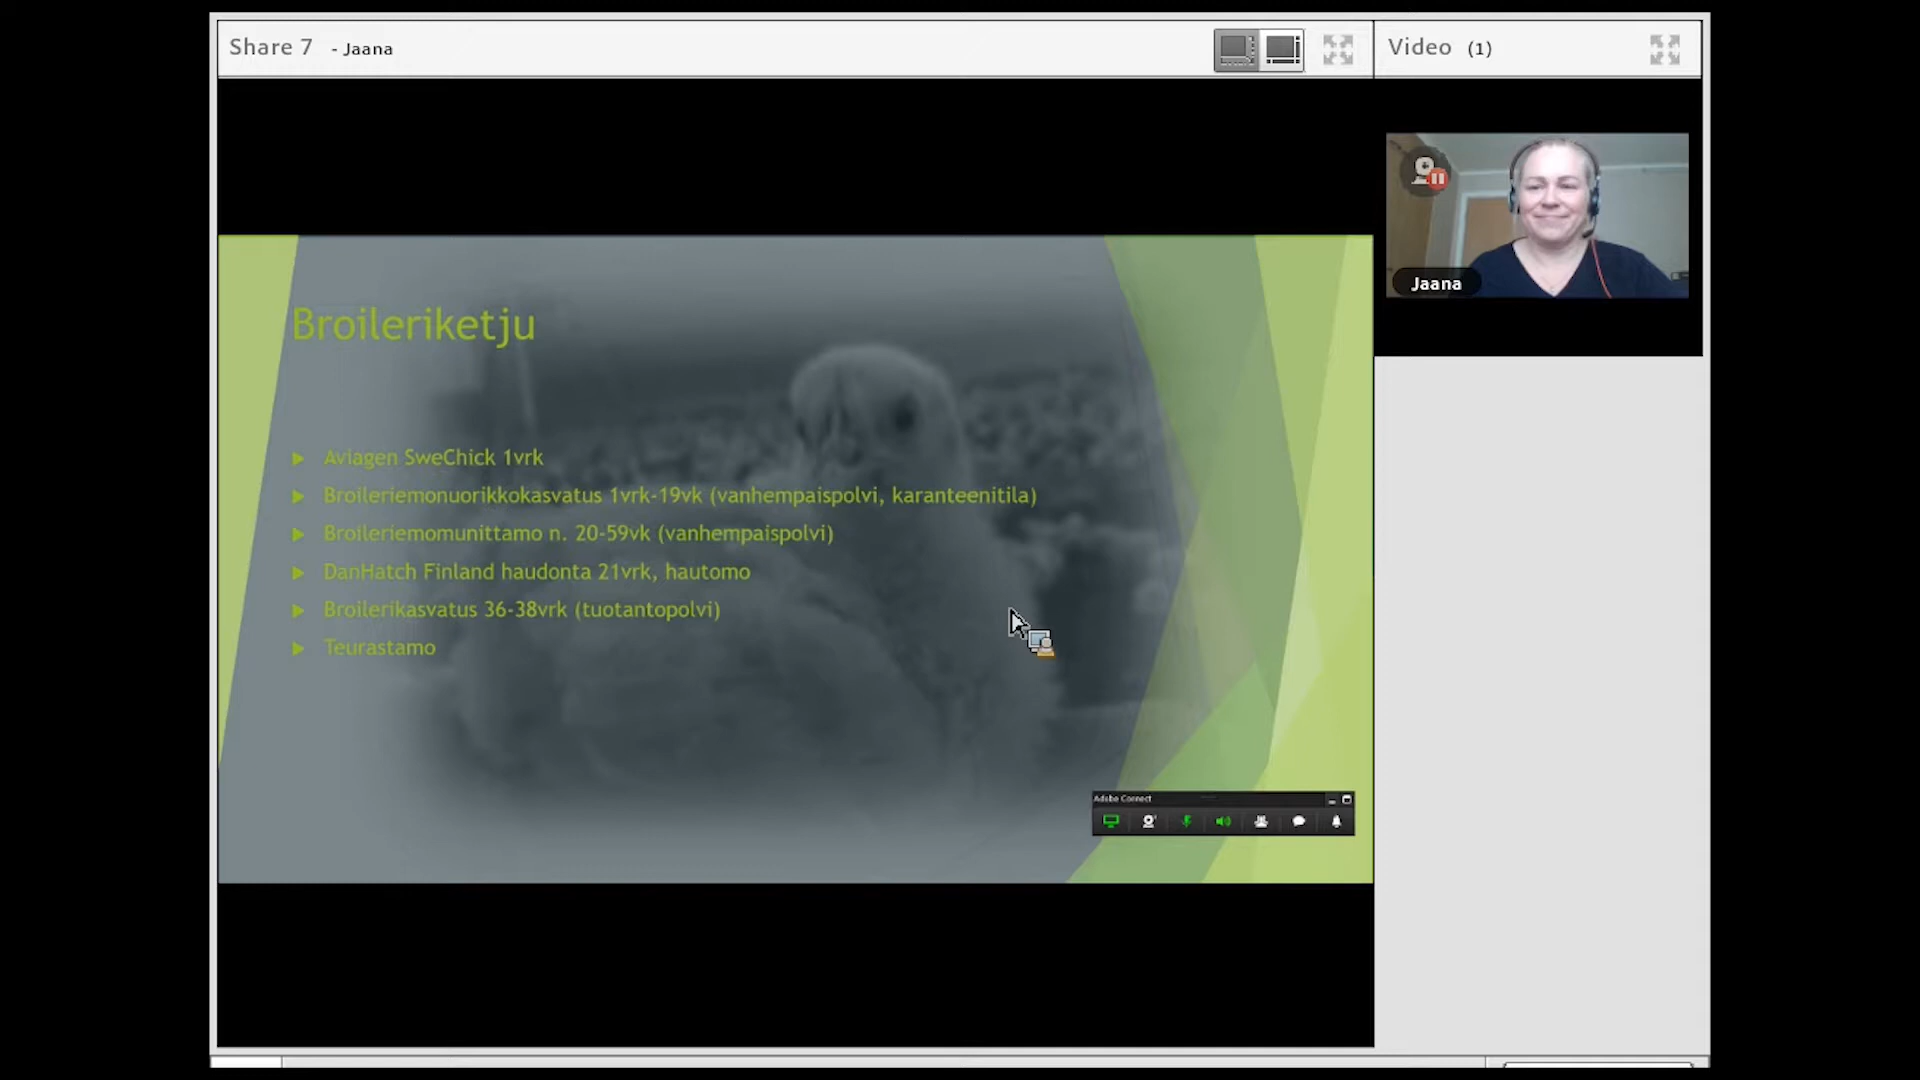 Share 7 - Jaana
Video (1)
Jaana
Broileriketju
Aviagen SweChick 1vrk
Broileriemonuorikkokasvatus 1vrk-19vk (vanhempaispolvi, karanteenitila)
Broileriemomunittamo n. 20-59vk (vanhempaispolvi)
DanHatch Finland haudonta 21vrk, hautomo
Broilerikasvatus 36-38vrk (tuotantopolvi)
Teurastamo
Adobe Connect